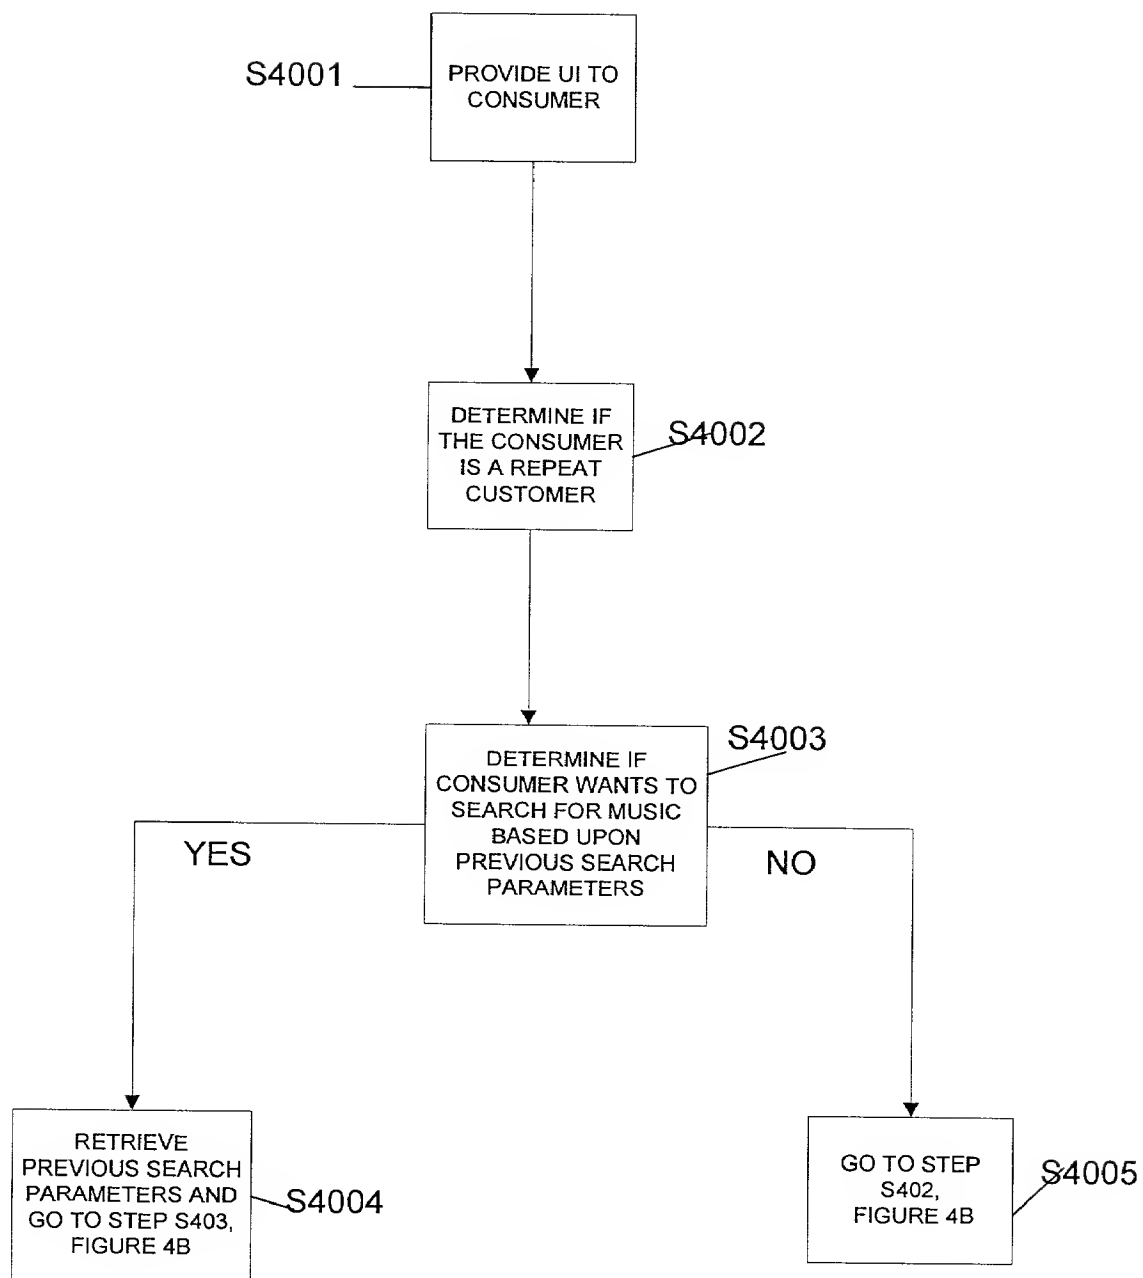 S4001
PROVIDE UI TO
CONSUMER
DETERMINE IF
THE CONSUMER
IS A REPEAT
CUSTOMER
S4002
S4003
DETERMINE IF
CONSUMER WANTS TO
SEARCH FOR MUSIC
BASED UPON
PREVIOUS SEARCH
PARAMETERS
YES
NO
RETRIEVE
PREVIOUS SEARCH
PARAMETERS AND
GO TO STEP S403,
FIGURE 4B
S4004
GO TO STEP
S402,
FIGURE 4B
S4005